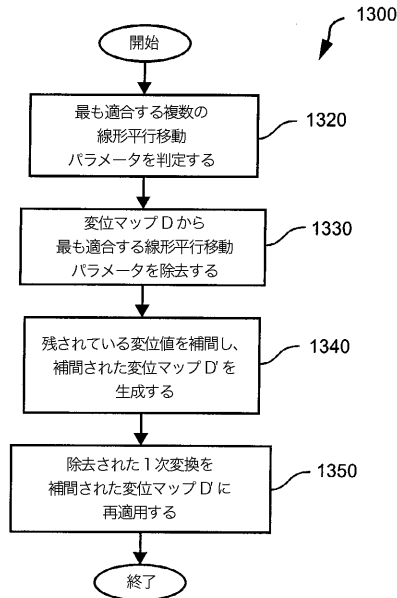 1300
開始
最も適合する複数の
線形平行移動
パラメータを判定する
1320
変位マップDから
最も適合する線形平行移動
パラメータを除去する
1330
残されている変位値を補間し、
補間された変位マップD'を
生成する
1340
除去された1次変換を
補間された変位マップD'に
再適用する
1350
終了